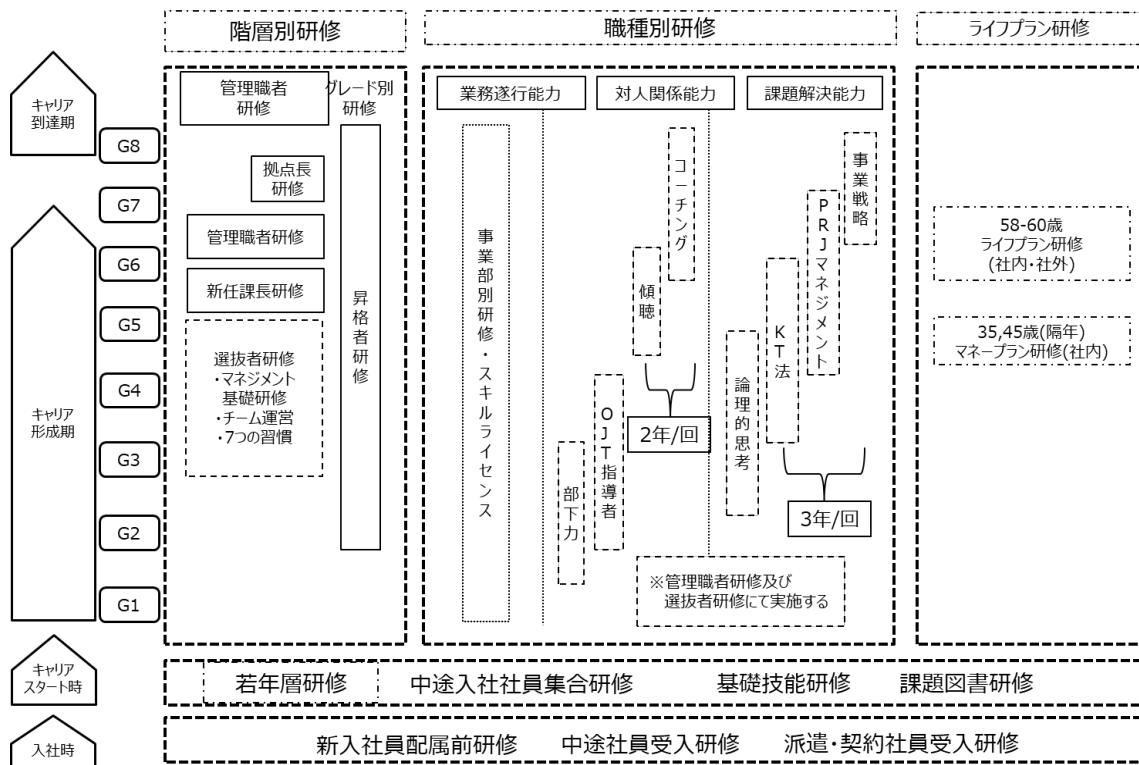 階層別研修
職種別研修
ライフプラン研修
キャリア
到達期
キャリア
形成期
キャリア
スタート時
入社時
G8
G7
G6
G5
G4
G3
G2
G1
管理職者
研修
グレード別
研修
拠点長
研修
管理職者研修
新任課長研修
選抜者研修
・マネジメント
基礎研修
・チーム運営
・7つの習慣
昇格者研修
業務遂行能力
対人関係能力
課題解決能力
事業部別研修・スキルライセンス
部下力
OJT指導者
傾聴
コーチング
2年/回
論理的思考
KT法
PRJマネジメント
事業戦略
3年/回
※管理職者研修及び
選抜者研修にて実施する
58-60歳
ライフプラン研修
(社内・社外)
35,45歳(隔年)
マネープラン研修(社内)
若年層研修
中途入社社員集合研修
基礎技能研修
課題図書研修
新入社員配属前研修
中途社員受入研修
派遣・契約社員受入研修